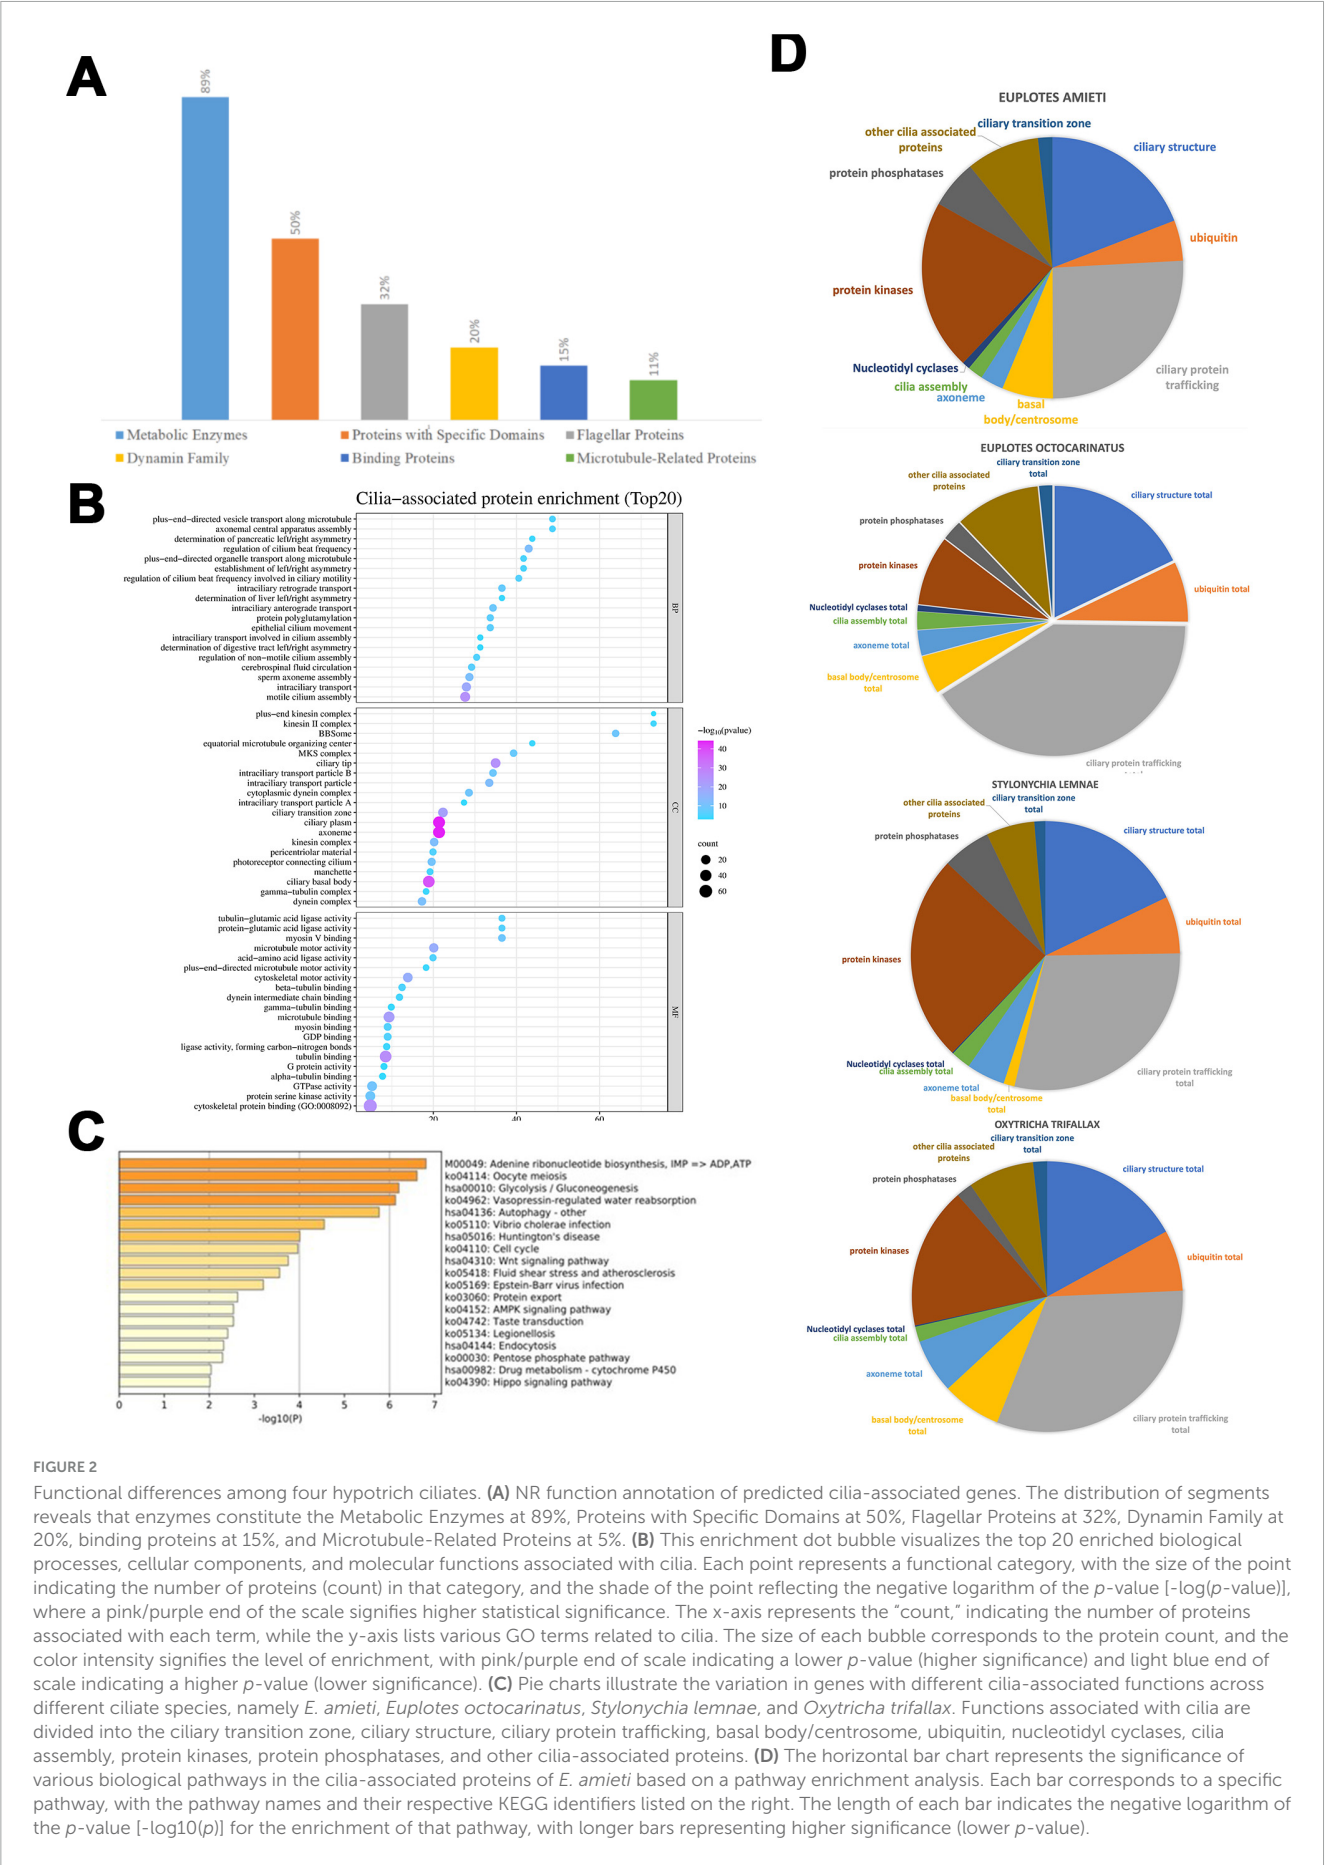 A
89%
50%
32%
20%
15%
11%
Metabolic Enzymes
Proteins with Specific Domains
Flagellar Proteins
Dynamin Family
Binding Proteins
Microtubule-Related Proteins
B
Cilia−associated protein enrichment (Top20)
plus−end−directed vesicle transport along microtubule
axonemal central apparatus assembly
determination of pancreatic left/right asymmetry
regulation of cilium beat frequency
plus−end−directed organelle transport along microtubule
establishment of left/right asymmetry
regulation of cilium beat frequency involved in ciliary motility
intraciliary retrograde transport
determination of liver left/right asymmetry
intraciliary anterograde transport
protein polyglutamylation
epithelial cilium movement
intraciliary transport involved in cilium assembly
determination of digestive tract left/right asymmetry
regulation of non−motile cilium assembly
cerebrospinal fluid circulation
sperm axoneme assembly
intraciliary transport
motile cilium assembly
BP
plus−end kinesin complex
kinesin II complex
BBSome
equatorial microtubule organizing center
MKS complex
ciliary tip
intraciliary transport particle B
intraciliary transport particle
cytoplasmic dynein complex
intraciliary transport particle A
ciliary transition zone
ciliary plasm
axoneme
kinesin complex
pericentriolar material
photoreceptor connecting cilium
manchette
ciliary basal body
gamma−tubulin complex
dynein complex
CC
tubulin−glutamic acid ligase activity
protein−glutamic acid ligase activity
myosin V binding
microtubule motor activity
acid−amino acid ligase activity
plus−end−directed microtubule motor activity
cytoskeletal motor activity
beta−tubulin binding
dynein intermediate chain binding
gamma−tubulin binding
microtubule binding
myosin binding
GDP binding
ligase activity, forming carbon−nitrogen bonds
tubulin binding
G protein activity
alpha−tubulin binding
GTPase activity
protein serine kinase activity
cytoskeletal protein binding (GO:0008092)
MF
20 40 60
−log10(pvalue)
40
30
20
10
count
20
40
60
C
M00049: Adenine ribonucleotide biosynthesis, IMP => ADP,ATP
ko04114: Oocyte meiosis
hsa00010: Glycolysis / Gluconeogenesis
ko04962: Vasopressin-regulated water reabsorption
hsa04136: Autophagy - other
ko05110: Vibrio cholerae infection
hsa05016: Huntington's disease
ko04110: Cell cycle
hsa04310: Wnt signaling pathway
ko05418: Fluid shear stress and atherosclerosis
ko05169: Epstein-Barr virus infection
ko03060: Protein export
ko04152: AMPK signaling pathway
ko04742: Taste transduction
ko05134: Legionellosis
hsa04144: Endocytosis
ko00030: Pentose phosphate pathway
hsa00982: Drug metabolism - cytochrome P450
ko04390: Hippo signaling pathway
0 1 2 3 4 5 6 7
-log10(P)
D
EUPLOTES AMIETI
ciliary transition zone
other cilia associated
proteins
ciliary structure
protein phosphatases
ubiquitin
protein kinases
Nucleotidyl cyclases
cilia assembly
axoneme
basal
body/centrosome
ciliary protein
trafficking
EUPLOTES OCTOCARINATUS
ciliary transition zone
total
other cilia associated
proteins
ciliary structure total
protein phosphatases
protein kinases
ubiquitin total
Nucleotidyl cyclases total
cilia assembly total
axoneme total
basal body/centrosome
total
ciliary protein trafficking
STYLONYCHIA LEMNAE
ciliary transition zone
total
other cilia associated
proteins
ciliary structure total
protein phosphatases
ubiquitin total
protein kinases
Nucleotidyl cyclases total
cilia assembly total
axoneme total
basal body/centrosome
total
ciliary protein trafficking
total
OXYTRICHA TRIFALLAX
ciliary transition zone
total
other cilia associated
proteins
ciliary structure total
protein phosphatases
protein kinases
ubiquitin total
Nucleotidyl cyclases total
cilia assembly total
axoneme total
basal body/centrosome
total
ciliary protein trafficking
total
FIGURE 2
Functional differences among four hypotrich ciliates. (A) NR function annotation of predicted cilia-associated genes. The distribution of segments
reveals that enzymes constitute the Metabolic Enzymes at 89%, Proteins with Specific Domains at 50%, Flagellar Proteins at 32%, Dynamin Family at
20%, binding proteins at 15%, and Microtubule-Related Proteins at 5%. (B) This enrichment dot bubble visualizes the top 20 enriched biological
processes, cellular components, and molecular functions associated with cilia. Each point represents a functional category, with the size of the point
indicating the number of proteins (count) in that category, and the shade of the point reflecting the negative logarithm of the p-value [-log(p-value)],
where a pink/purple end of the scale signifies higher statistical significance. The x-axis represents the “count,” indicating the number of proteins
associated with each term, while the y-axis lists various GO terms related to cilia. The size of each bubble corresponds to the protein count, and the
color intensity signifies the level of enrichment, with pink/purple end of scale indicating a lower p-value (higher significance) and light blue end of
scale indicating a higher p-value (lower significance). (C) Pie charts illustrate the variation in genes with different cilia-associated functions across
different ciliate species, namely E. amieti, Euplotes octocarinatus, Stylonychia lemnae, and Oxytricha trifallax. Functions associated with cilia are
divided into the ciliary transition zone, ciliary structure, ciliary protein trafficking, basal body/centrosome, ubiquitin, nucleotidyl cyclases, cilia
assembly, protein kinases, protein phosphatases, and other cilia-associated proteins. (D) The horizontal bar chart represents the significance of
various biological pathways in the cilia-associated proteins of E. amieti based on a pathway enrichment analysis. Each bar corresponds to a specific
pathway, with the pathway names and their respective KEGG identifiers listed on the right. The length of each bar indicates the negative logarithm of
the p-value [-log10(p)] for the enrichment of that pathway, with longer bars representing higher significance (lower p-value).